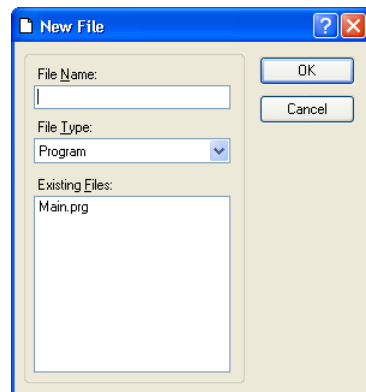 New File
File Name:
OK
Cancel
File Type:
Program
Existing Files:
Main.prg